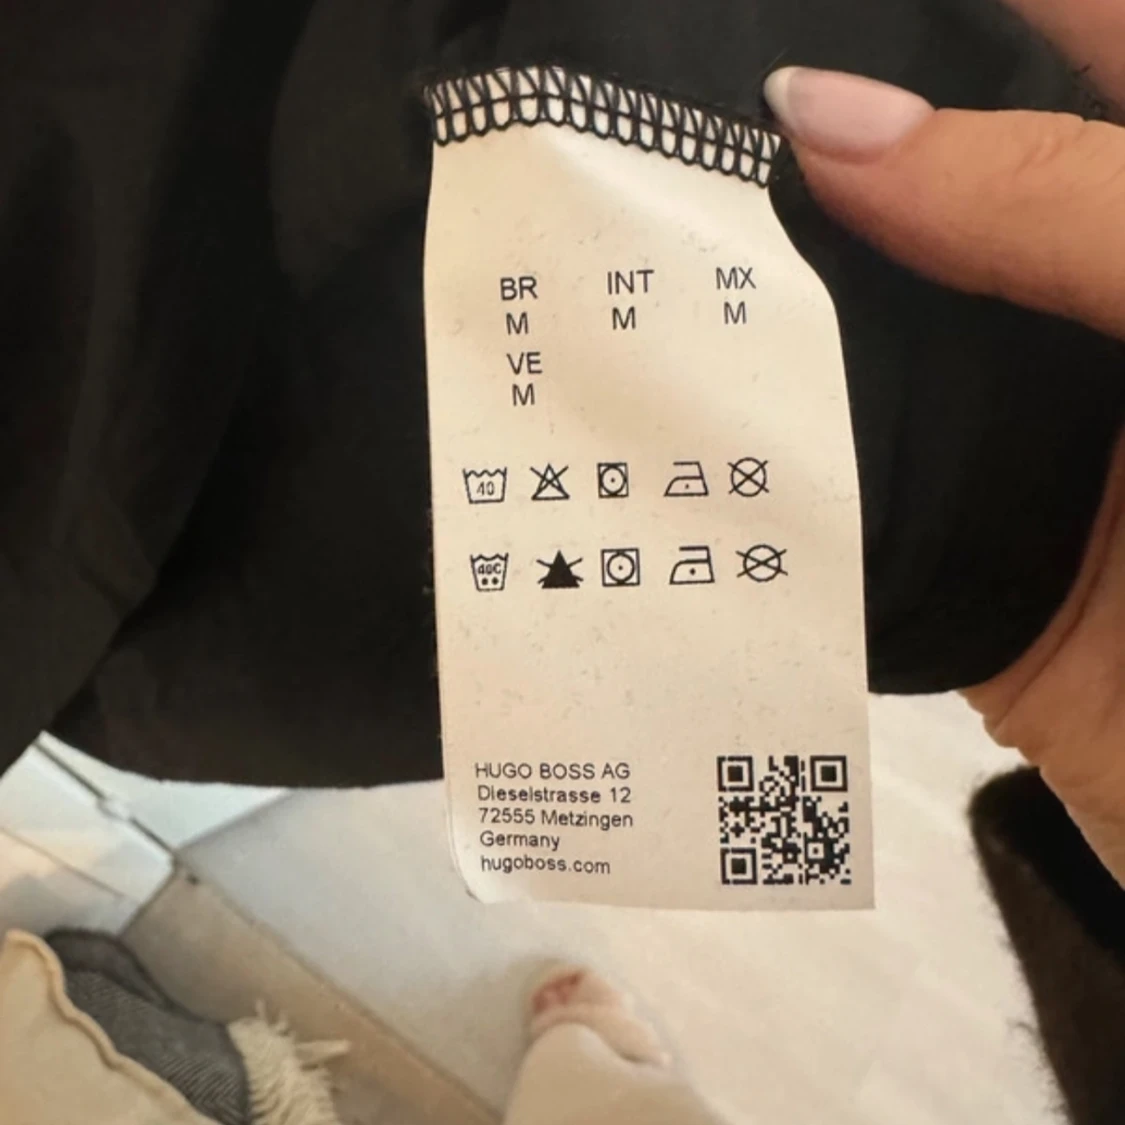 BR INT MX
M M M
VE
M
40
40C
HUGO BOSS AG
Dieselstrasse 12
72555 Metzingen
Germany
hugoboss.com